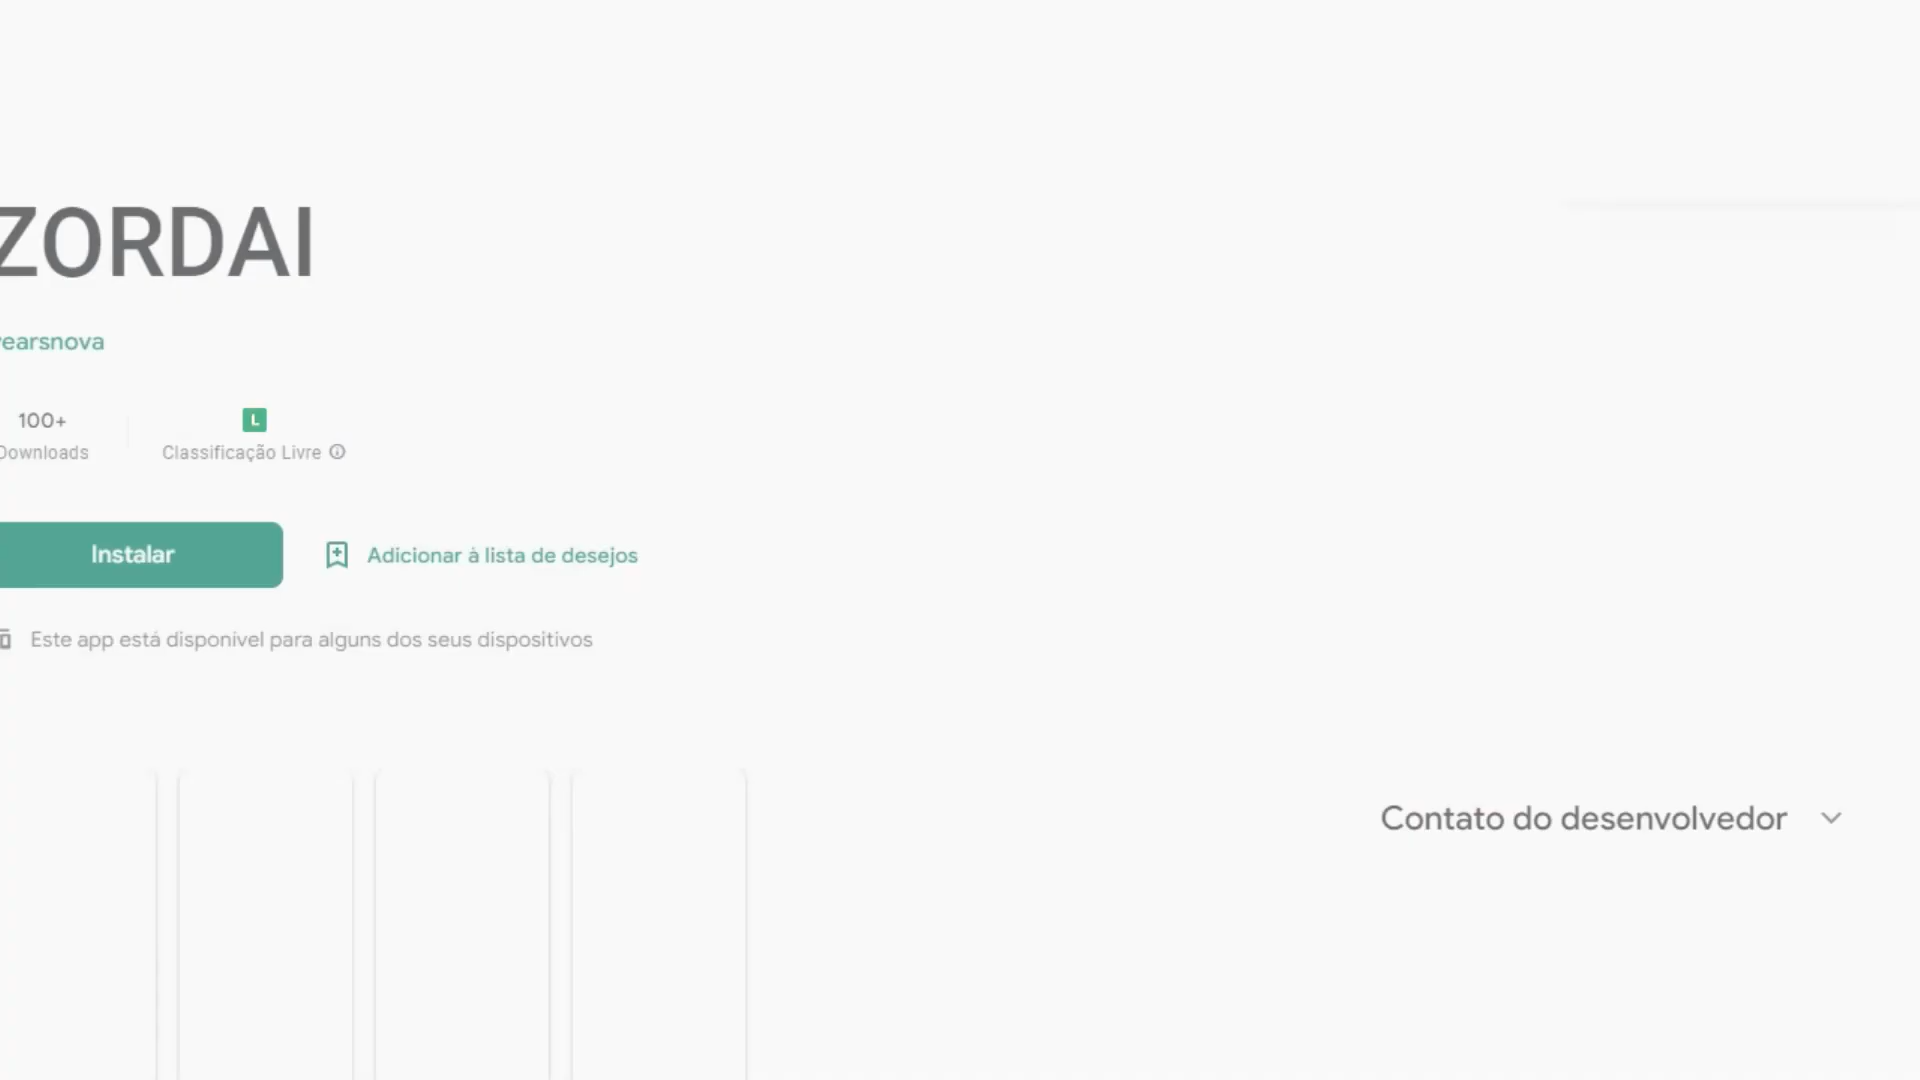 ZORDAI
earsnova
100+
Downloads
L
Classificação Livre
Instalar
Adicionar à lista de desejos
Este app está disponível para alguns dos seus dispositivos
Contato do desenvolvedor